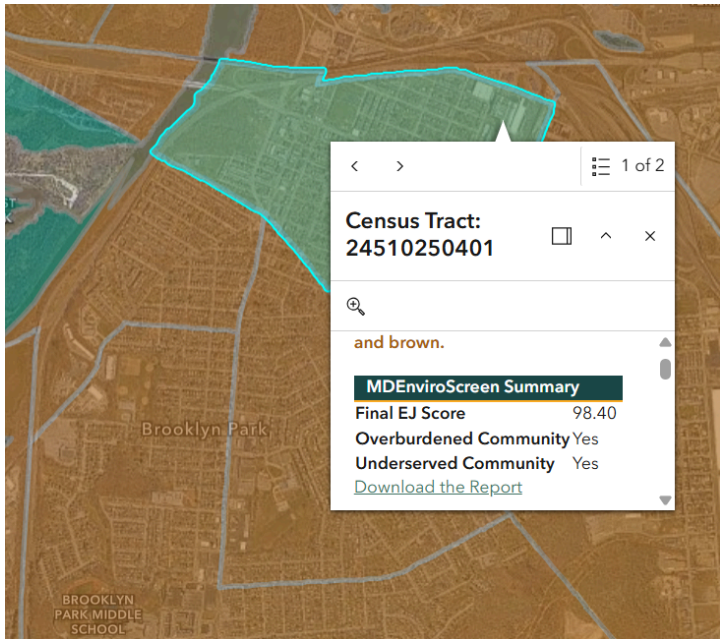 1 of 2
Census Tract:
24510250401
and brown.
MDEnviroScreen Summary
Final EJ Score 98.40
Overburdened Community Yes
Underserved Community Yes
Download the Report
Brooklyn Park
BROOKLYN
PARK MIDDLE
SCHOOL